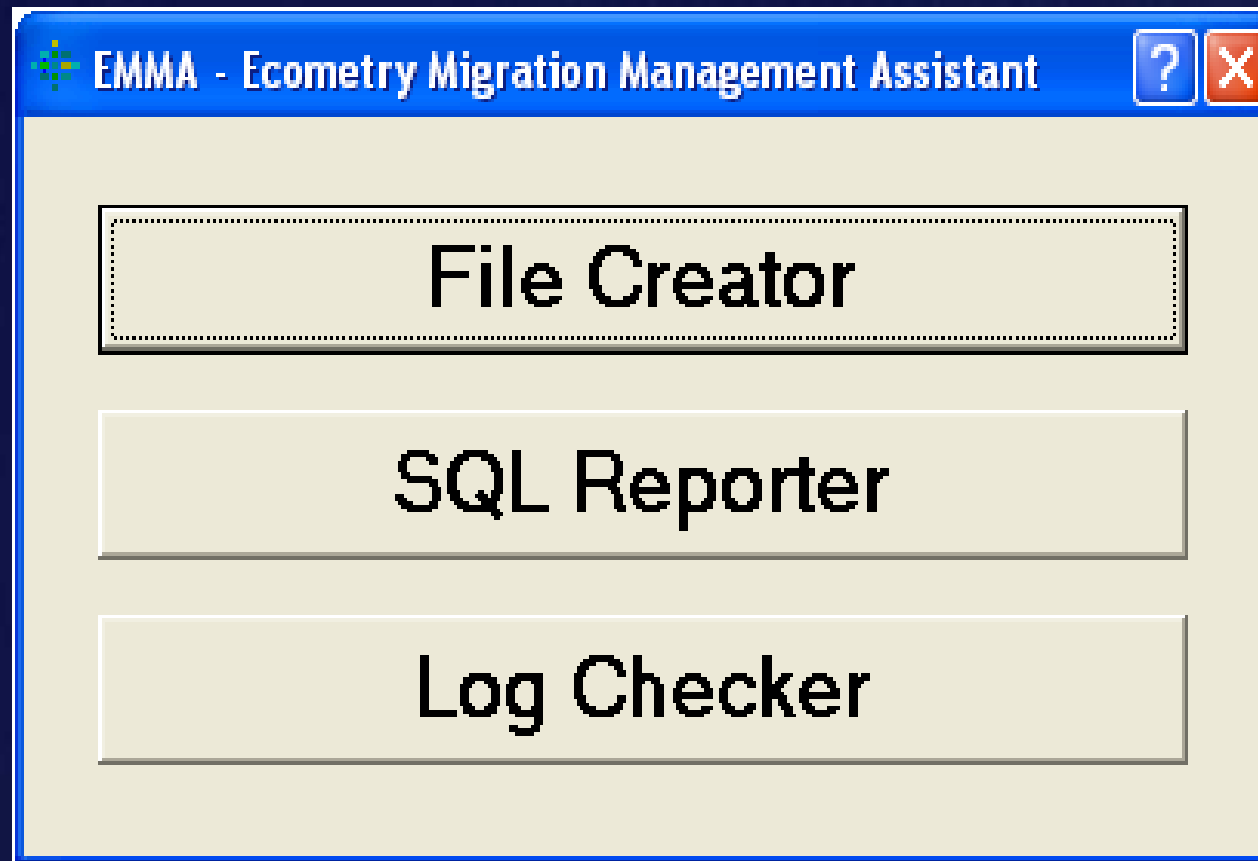 EMMA - Ecometry Migration Management Assistant ?
File Creator
SQL Reporter
Log Checker